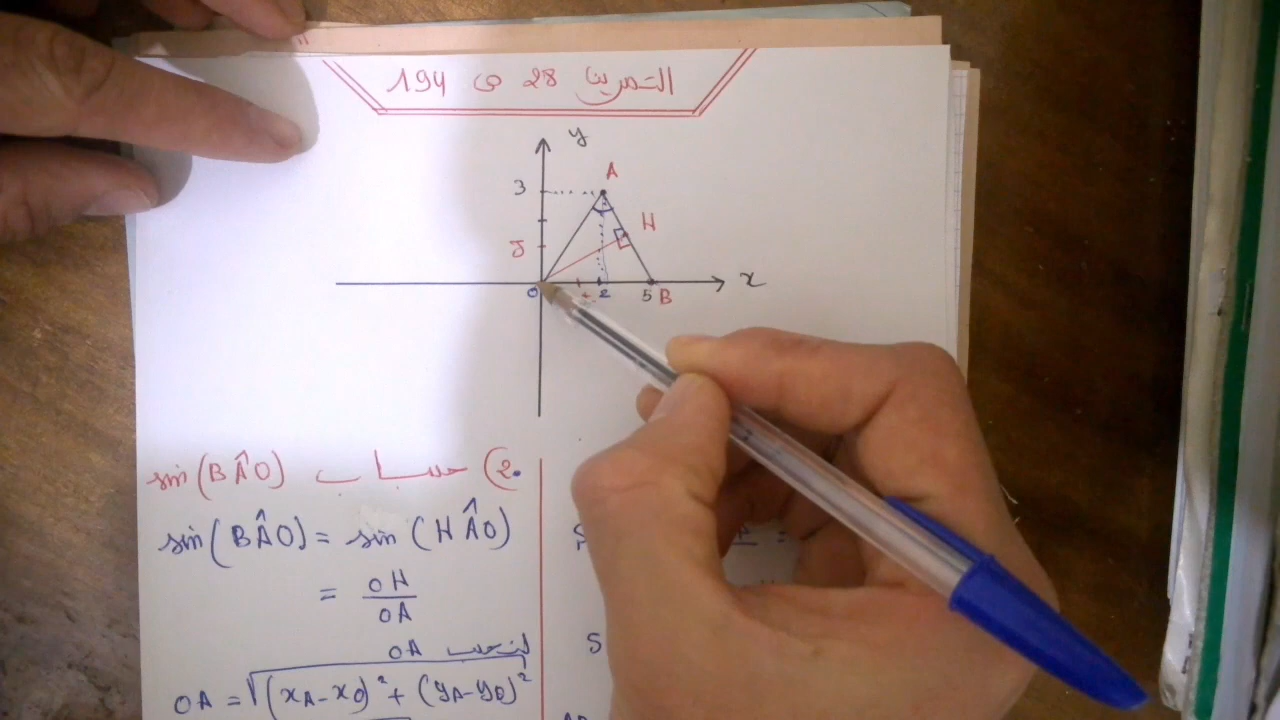 التمرين 28 ص 194
y
A
3
H
J
x
0
2
5
B
2) حساب sin(BÂO)
sin(BÂO) = sin(HÂO)
= OH/OA
لنحسب OA
OA = √(xA-xO)²+(yA-yO)²
S